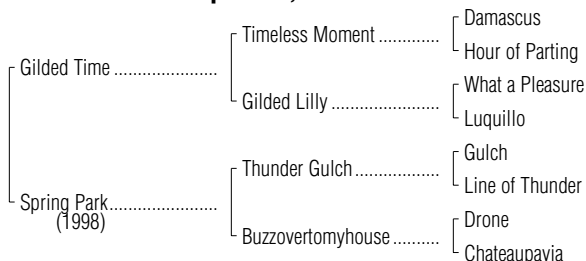 Damascus
Timeless Moment ............
Hour of Parting
Gilded Time .....................
What a Pleasure
Gilded Lilly ......................
Luquillo
Gulch
Thunder Gulch .................
Line of Thunder
Spring Park......................
(1998)
Drone
Buzzovertomyhouse ..........
Chateaupavia